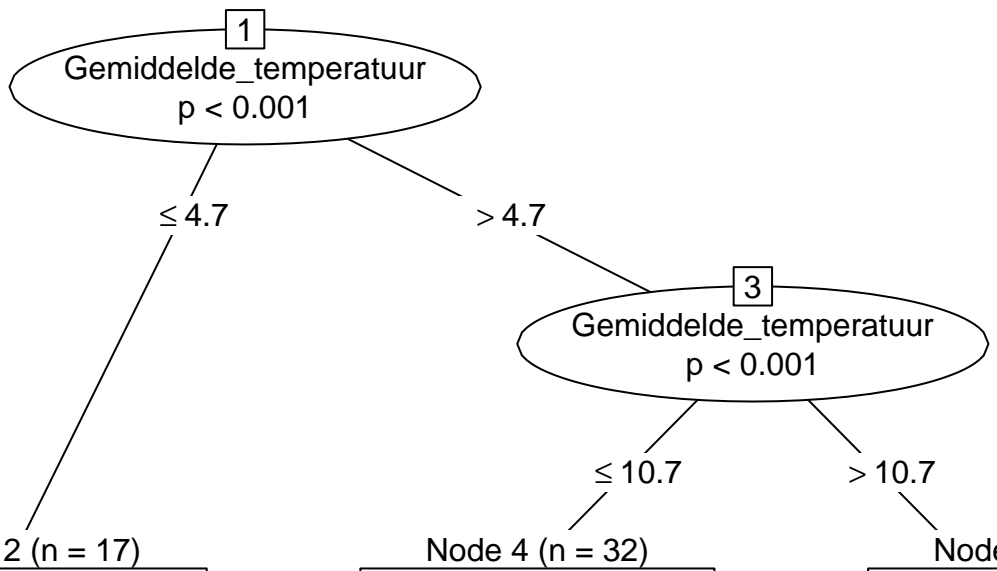 1
Gemiddelde_temperatuur
p < 0.001
≤ 4.7
> 4.7
3
Gemiddelde_temperatuur
p < 0.001
≤ 10.7
> 10.7
2 (n = 17)
Node 4 (n = 32)